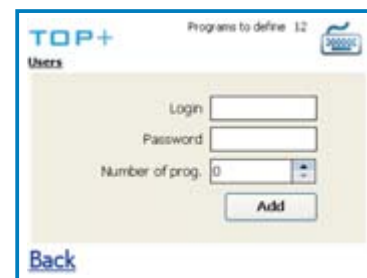 TOP+
Programs to define 12
Users
Login
Password
Number of prog. 0
Add
Back